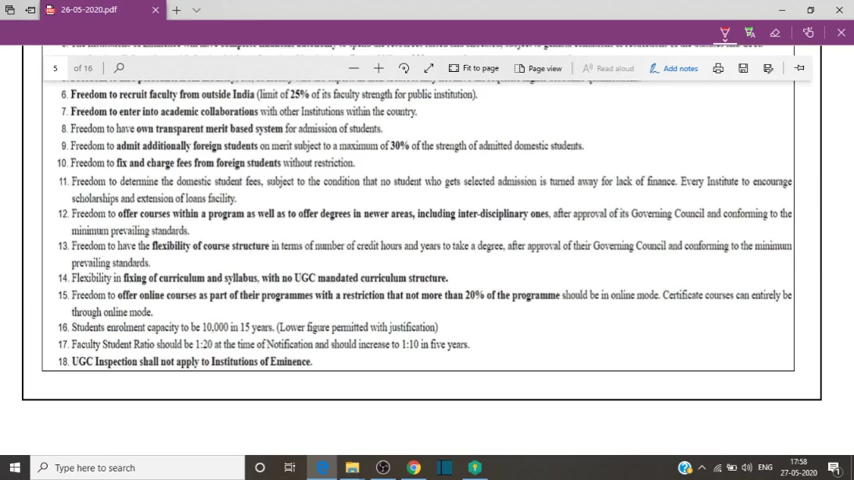 26-05-2020.pdf
5 of 16 Fit to page Page view Read aloud Add notes
6. Freedom to recruit faculty from outside India (limit of 25% of its faculty strength for public institution).
7. Freedom to enter into academic collaborations with other Institutions within the country.
8. Freedom to have own transparent merit based system for admission of students.
9. Freedom to admit additionally foreign students on merit subject to a maximum of 30% of the strength of admitted domestic students.
10. Freedom to fix and charge fees from foreign students without restriction.
11. Freedom to determine the domestic student fees, subject to the condition that no student who gets selected admission is turned away for lack of finance. Every Institute to encourage
scholarships and extension of loans facility.
12. Freedom to offer courses within a program as well as to offer degrees in newer areas, including inter-disciplinary ones, after approval of its Governing Council and conforming to the
minimum prevailing standards.
13. Freedom to have the flexibility of course structure in terms of number of credit hours and years to take a degree, after approval of their Governing Council and conforming to the minimum
prevailing standards.
14. Flexibility in fixing of curriculum and syllabus, with no UGC mandated curriculum structure.
15. Freedom to offer online courses as part of their programmes with a restriction that not more than 20% of the programme should be in online mode. Certificate courses can entirely be
through online mode.
16. Students enrolment capacity to be 10,000 in 15 years. (Lower figure permitted with justification)
17. Faculty Student Ratio should be 1:20 at the time of Notification and should increase to 1:10 in five years.
18. UGC Inspection shall not apply to Institutions of Eminence.
Type here to search
ENG
17:58
27-05-2020